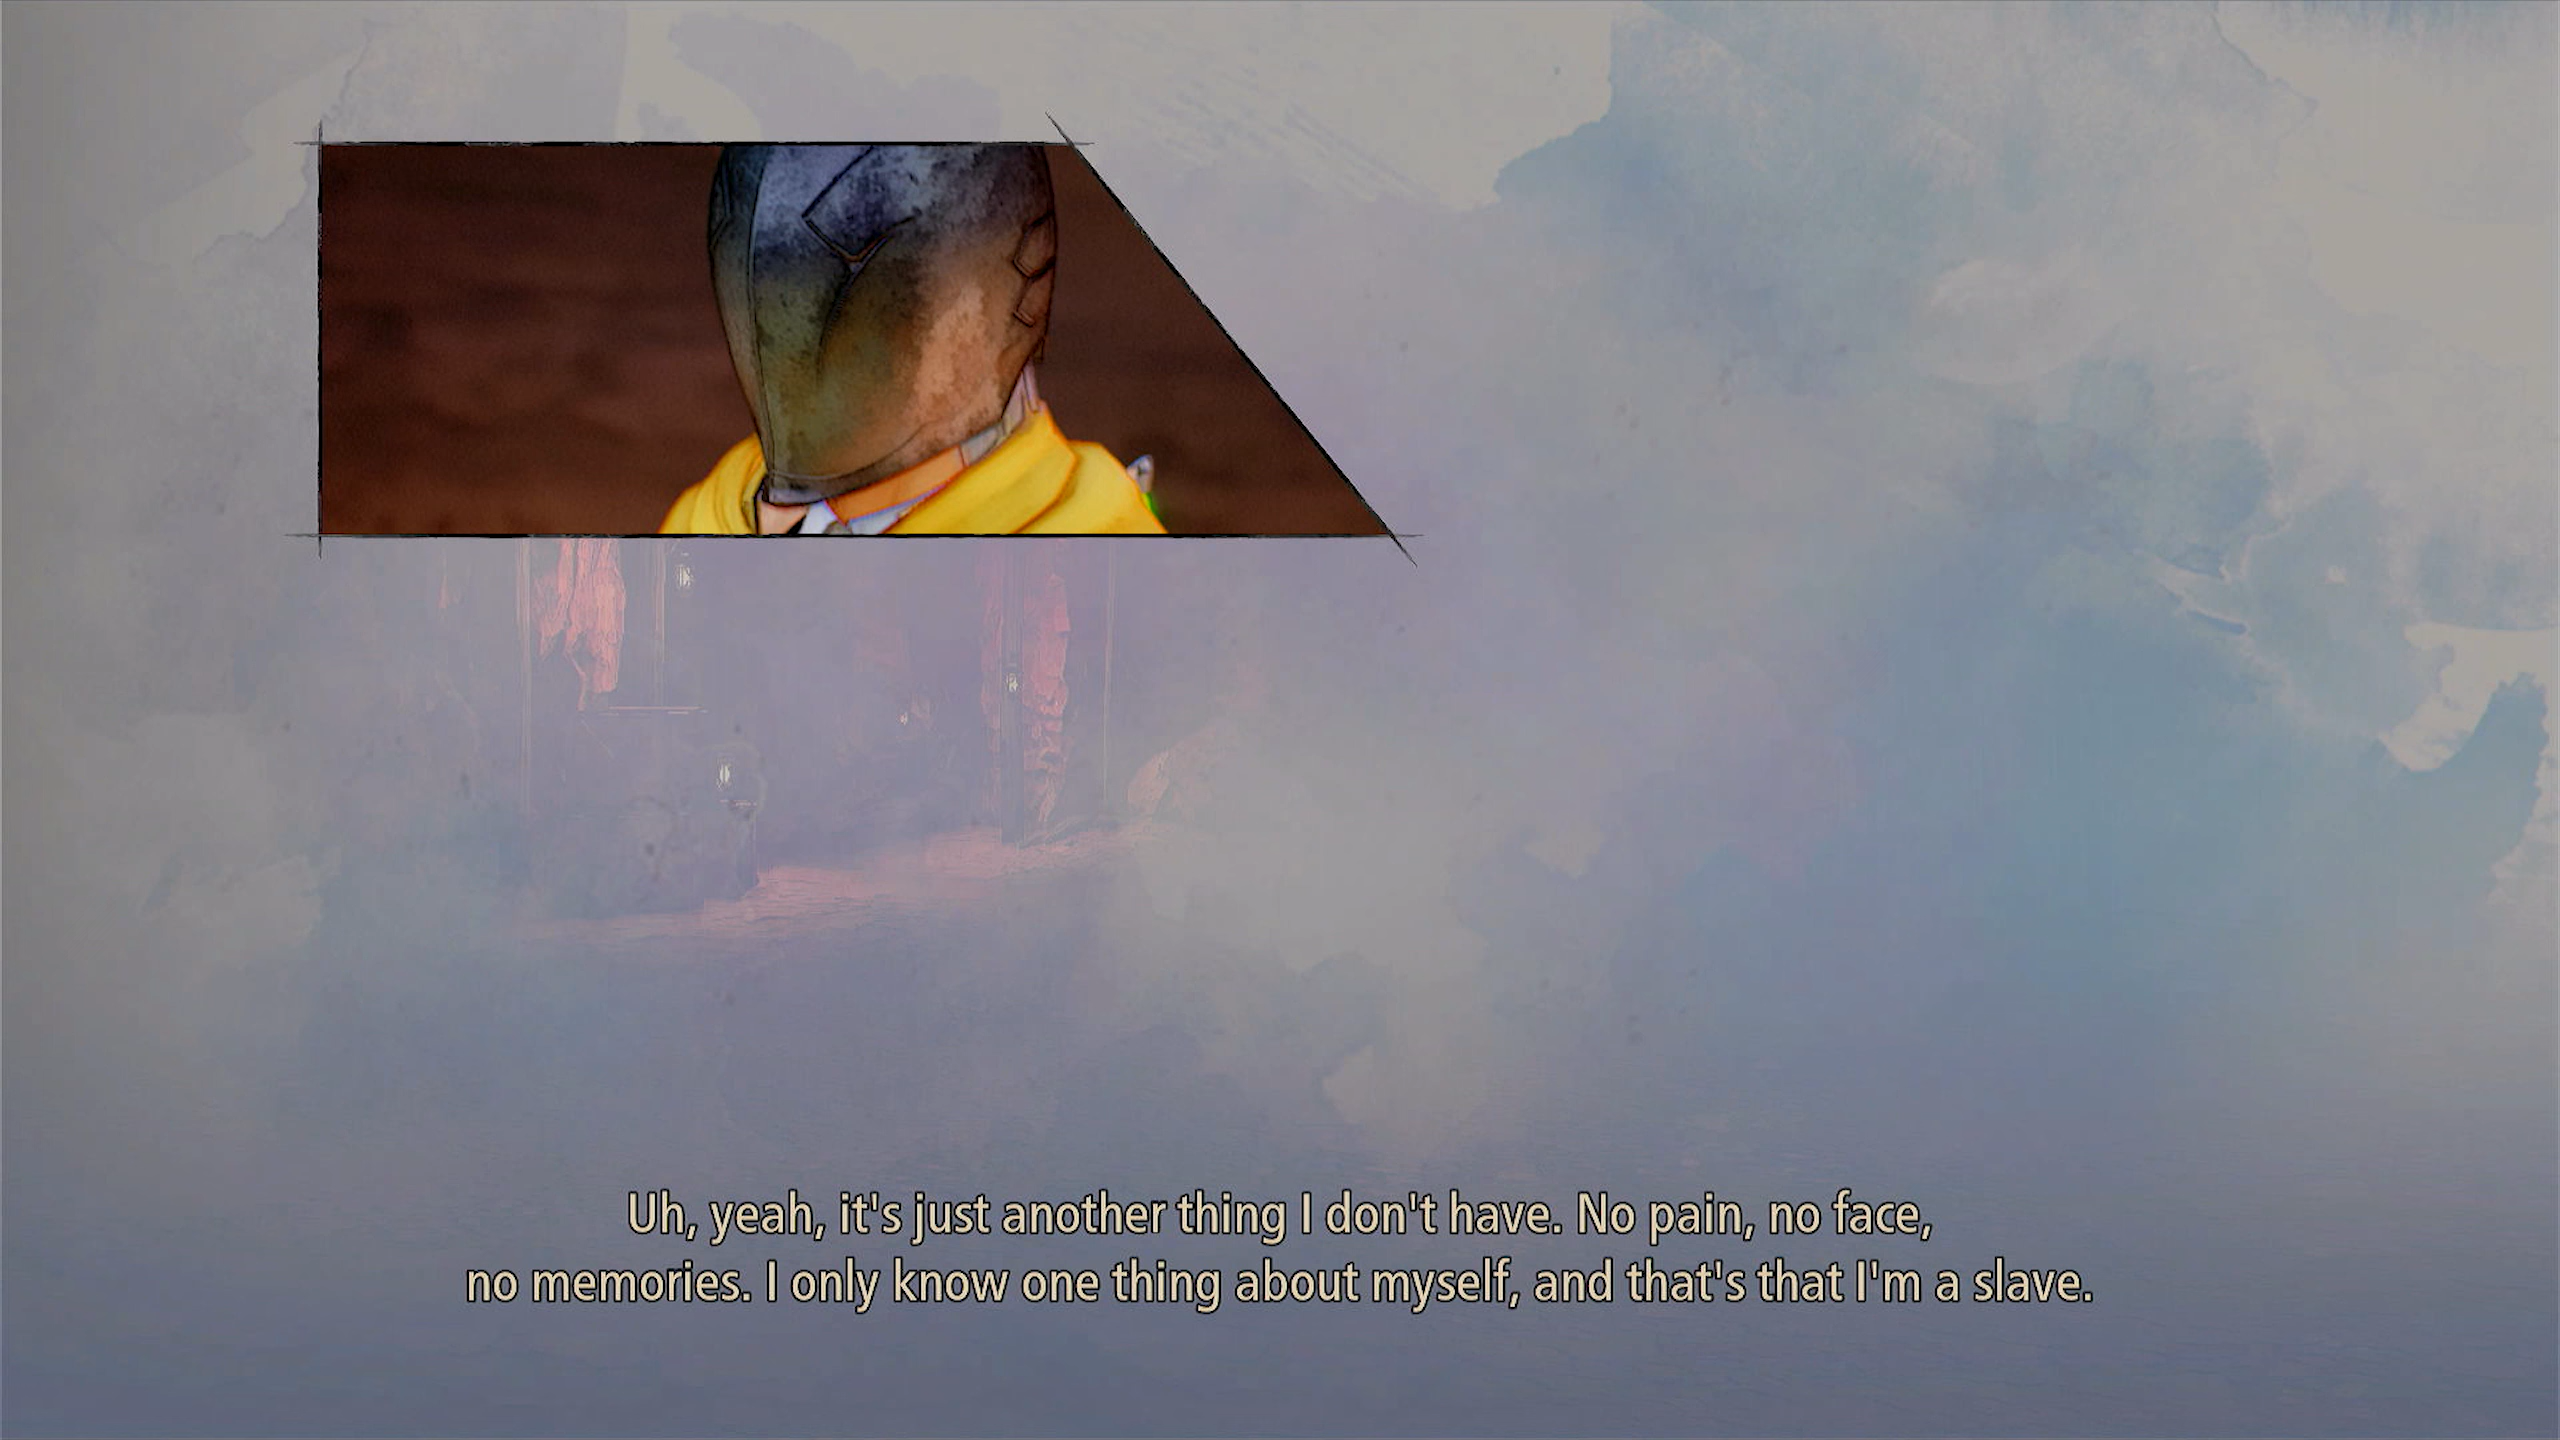 Uh, yeah, it's just another thing I don't have. No pain, no face,
no memories. I only know one thing about myself, and that's that I'm a slave.